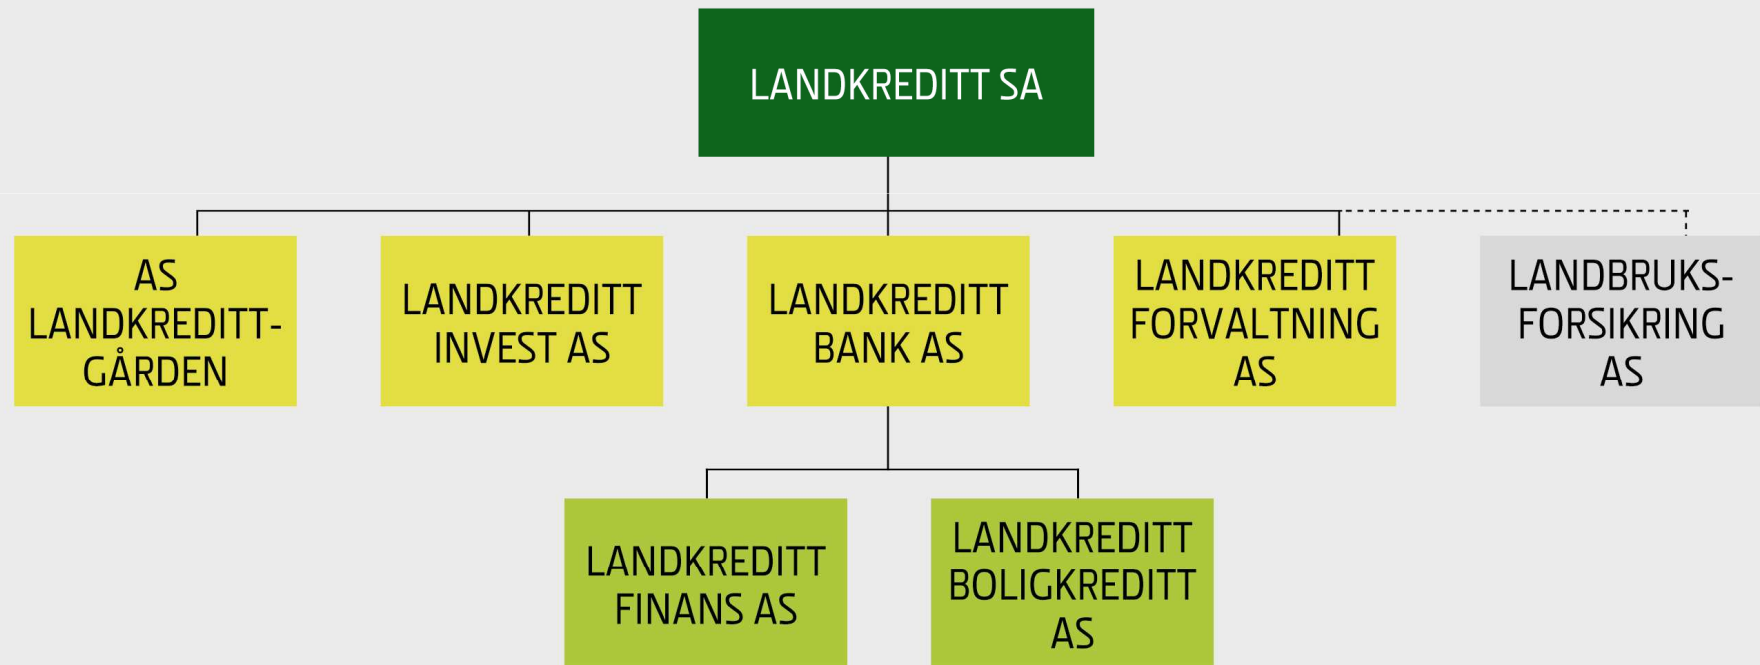 LANDKREDITT SA
AS
LANDKREDITT-
GÅRDEN
LANDKREDITT
INVEST AS
LANDKREDITT
BANK AS
LANDKREDITT
FORVALTNING
AS
LANDBRUKS-
FORSIKRING
AS
LANDKREDITT
FINANS AS
LANDKREDITT
BOLIGKREDITT
AS